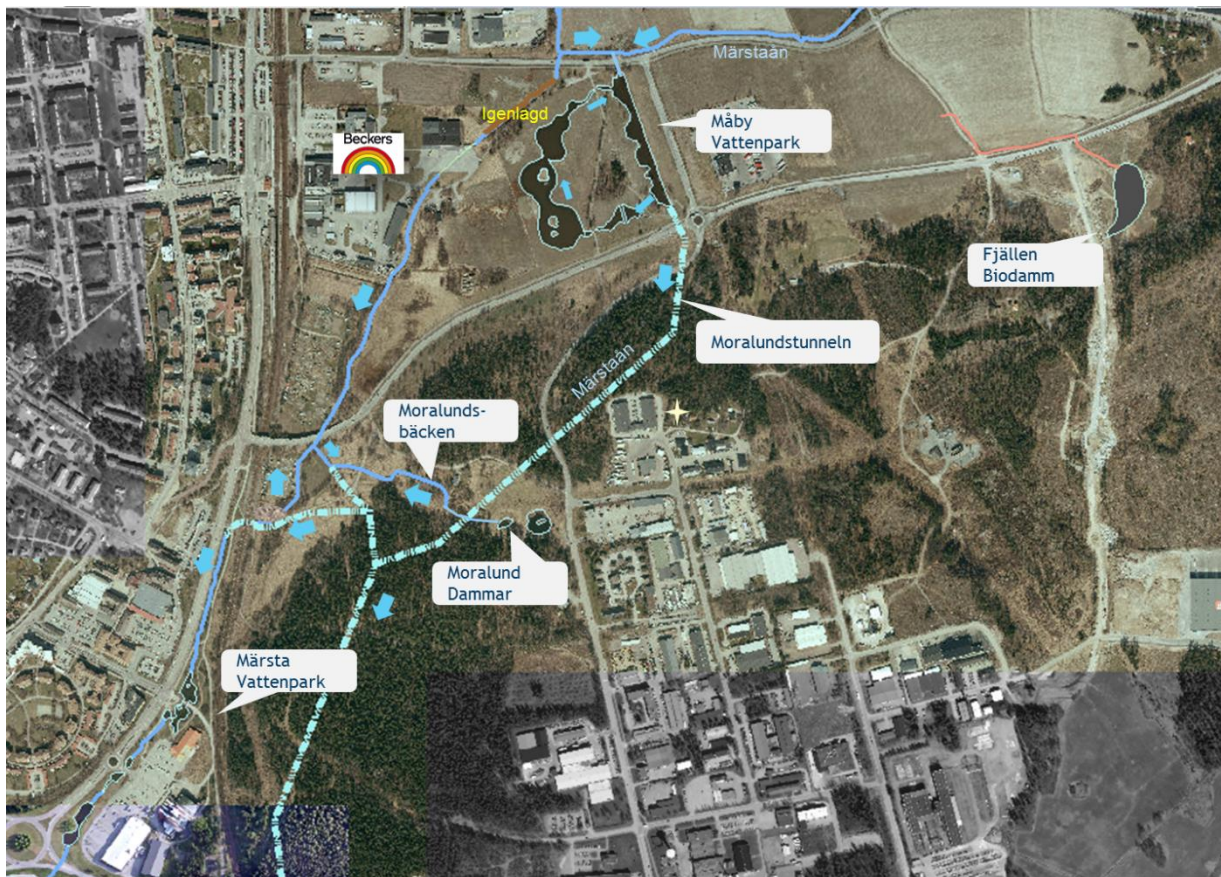 Märstaån
Igenlagd
Beckers
Måby
Vattenpark
Fjällen
Biodamm
Moralundstunneln
Märstaån
Moralunds-
bäcken
Moralund
Dammar
Märsta
Vattenpark